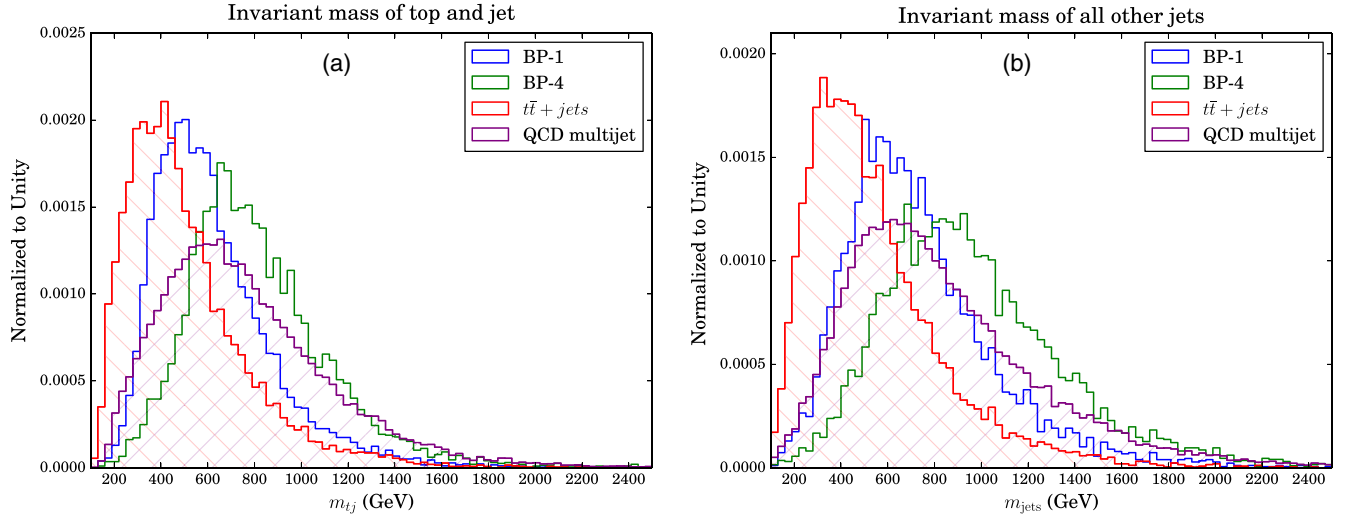 Invariant mass of top and jet
(a)
BP-1
BP-4
tt̄ + jets
QCD multijet
Normalized to Unity
0.0025
0.0020
0.0015
0.0010
0.0005
0.0000
200 400 600 800 1000 1200 1400 1600 1800 2000 2200 2400
m_{tj} (GeV)
Invariant mass of all other jets
(b)
BP-1
BP-4
tt̄ + jets
QCD multijet
Normalized to Unity
0.0020
0.0015
0.0010
0.0005
0.0000
200 400 600 800 1000 1200 1400 1600 1800 2000 2200 2400
m_{jets} (GeV)